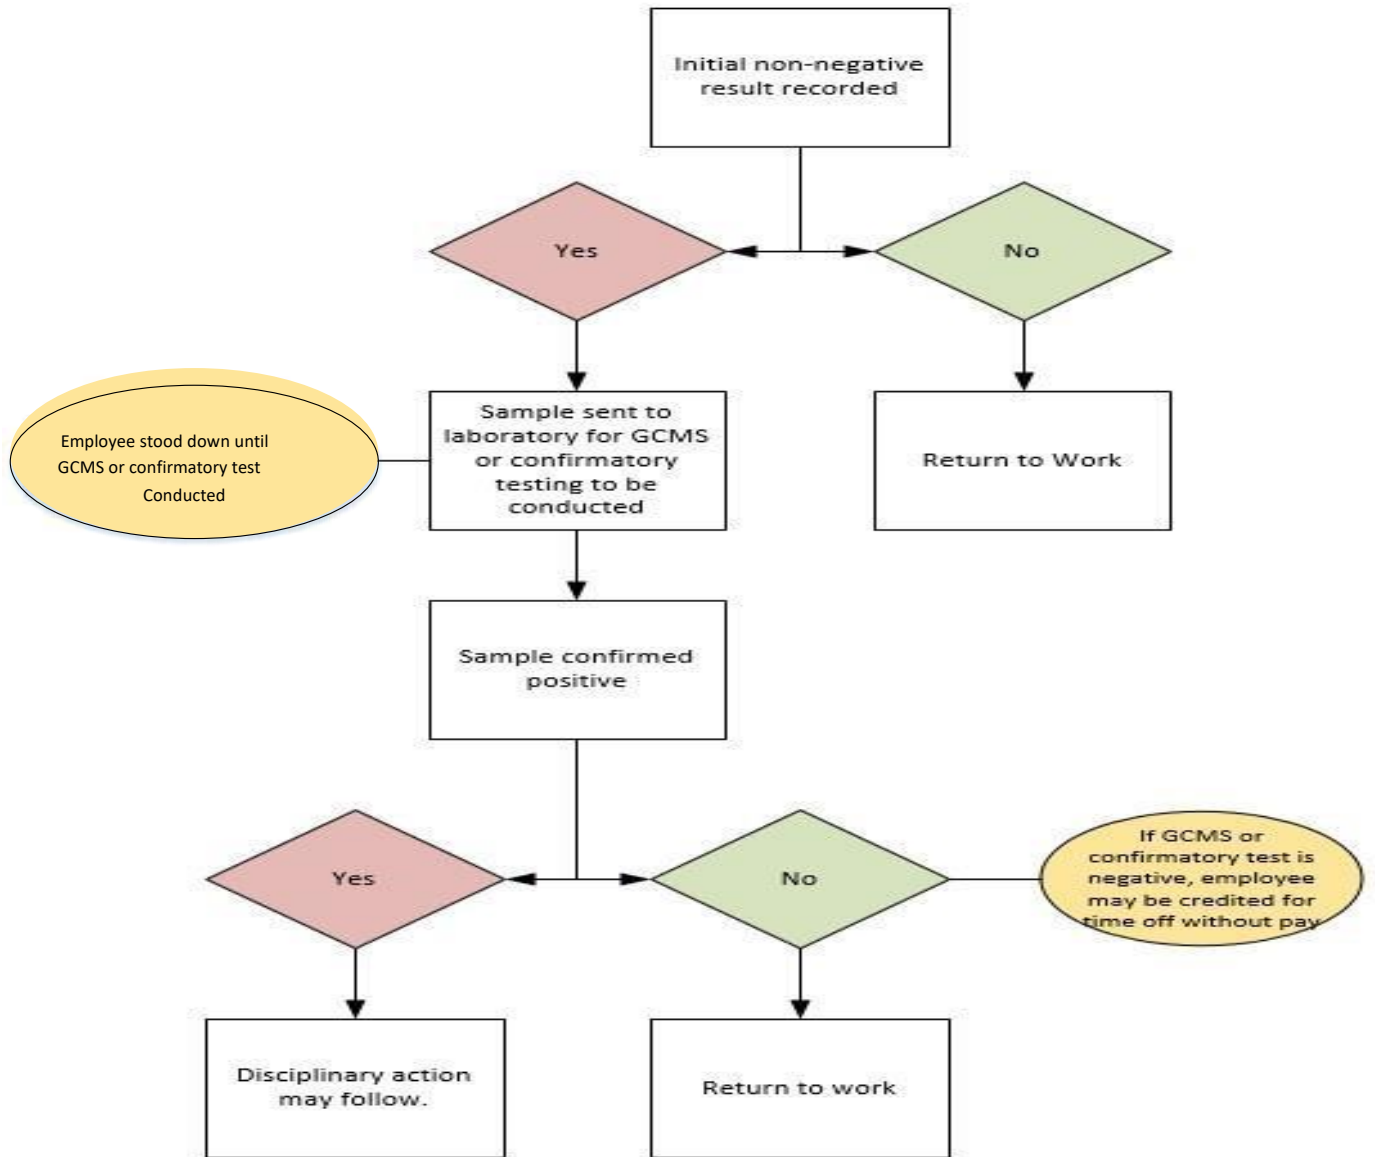 Initial non-negative
result recorded
Yes
No
Employee stood down until
GCMS or confirmatory test
Conducted
Sample sent to
laboratory for GCMS
or confirmatory
testing to be
conducted
Return to Work
Sample confirmed
positive
Yes
No
If GCMS or
confirmatory test is
negative, employee
may be credited for
time off without pay
Disciplinary action
may follow.
Return to work